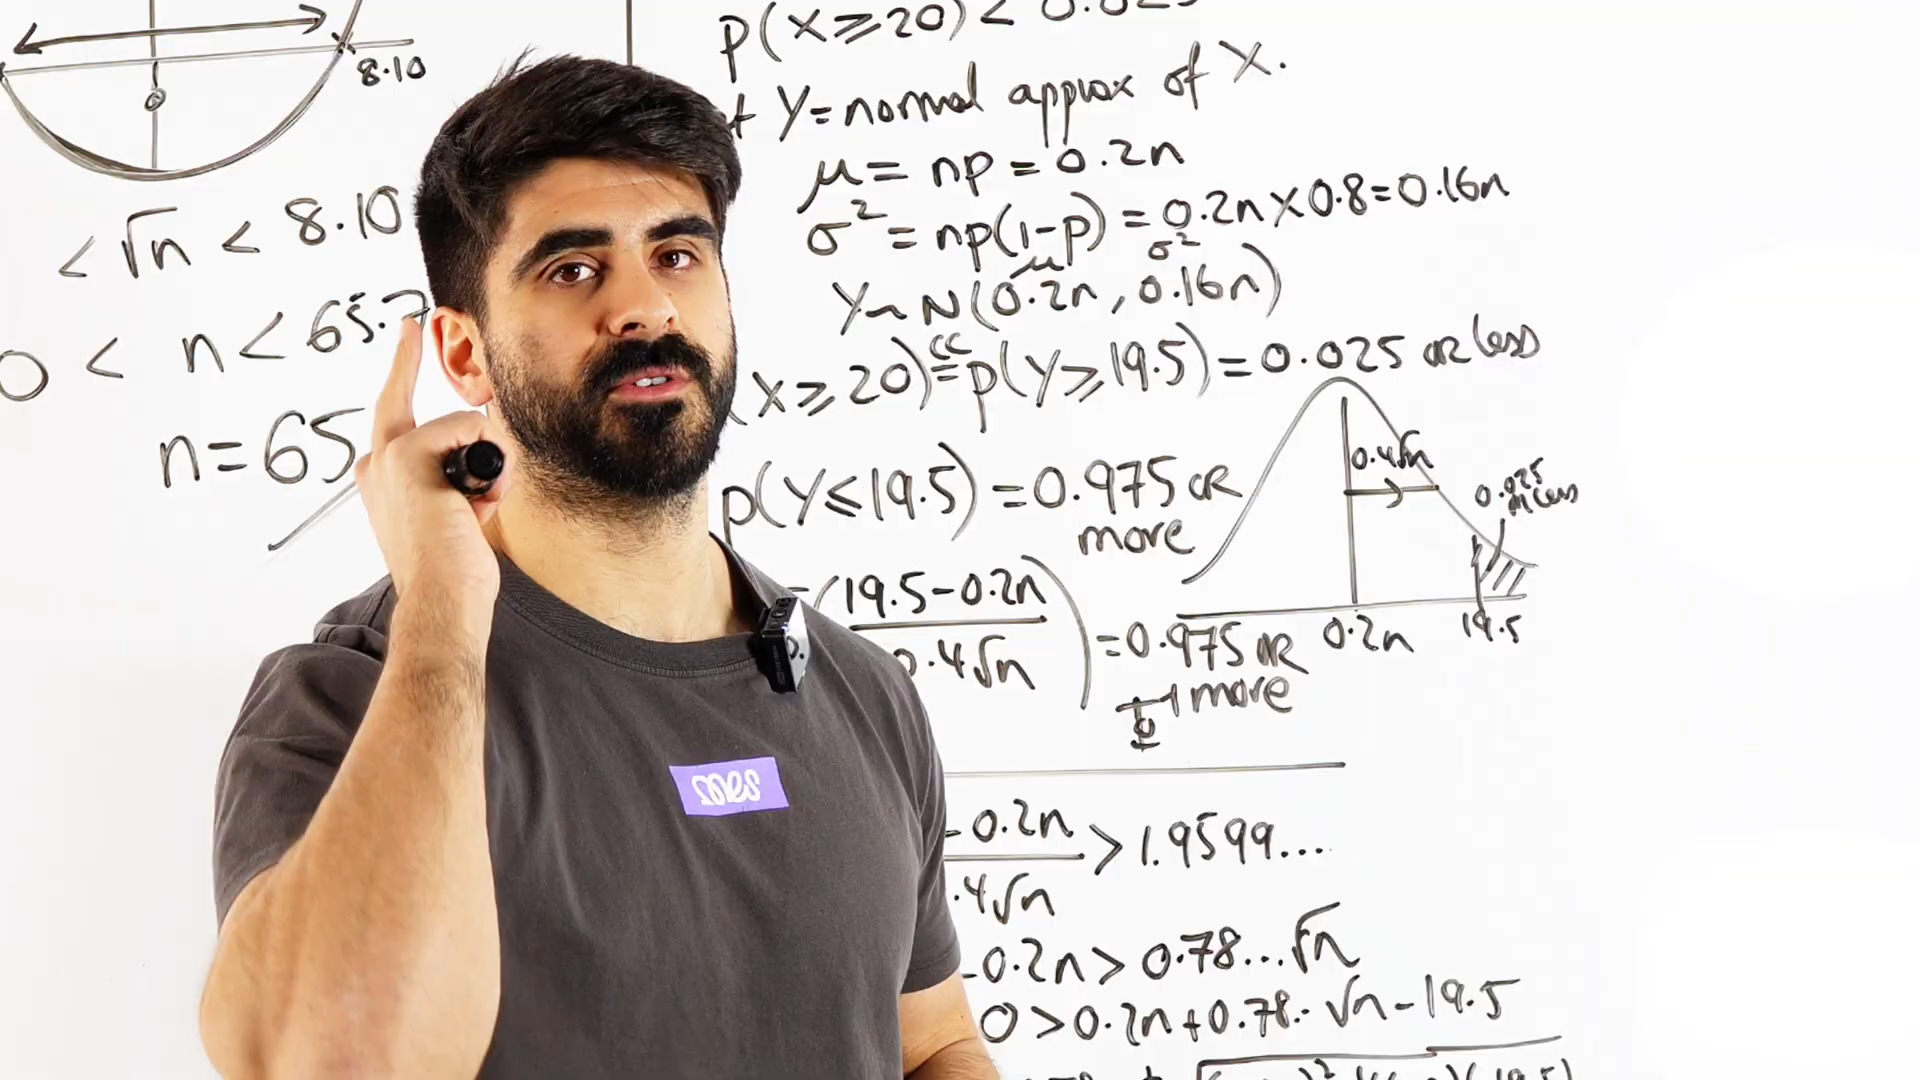 8.10
< √n < 8.10
0 < n < 65.7
n = 65
p(X ≥ 20) < 0.025
Y = normal approx of X.
μ = np = 0.2n
σ² = np(1-p) = 0.2n × 0.8 = 0.16n
μ σ²
Y ~ N(0.2n, 0.16n)
(X ≥ 20) cc = p(Y ≥ 19.5) = 0.025 or less
p(Y ≤ 19.5) = 0.975 or
more
0.4√n
0.025
or less
0.2n 19.5
(19.5 - 0.2n
0.4√n) = 0.975 or
more
- 0.2n
.4√n > 1.9599...
- 0.2n > 0.78...√n
0 > 0.2n + 0.78..√n - 19.5